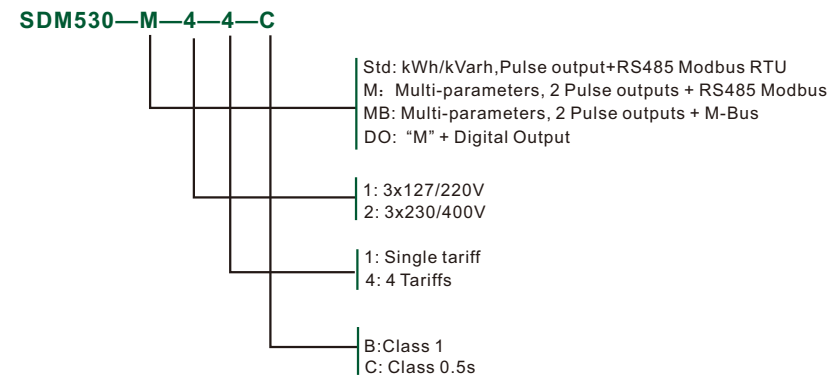 SDM530—M—4—4—C
Std: kWh/kVarh,Pulse output+RS485 Modbus RTU
M：Multi-parameters, 2 Pulse outputs + RS485 Modbus
MB: Multi-parameters, 2 Pulse outputs + M-Bus
DO: “M” + Digital Output
1: 3x127/220V
2: 3x230/400V
1: Single tariff
4: 4 Tariffs
B:Class 1
C: Class 0.5s